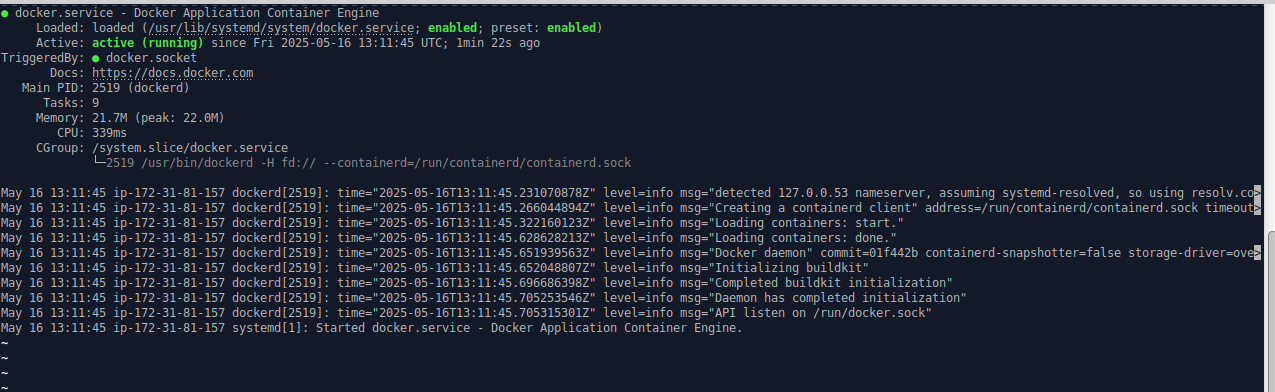 ● docker.service - Docker Application Container Engine
     Loaded: loaded (/usr/lib/systemd/system/docker.service; enabled; preset: enabled)
     Active: active (running) since Fri 2025-05-16 13:11:45 UTC; 1min 22s ago
TriggeredBy: ● docker.socket
       Docs: https://docs.docker.com
   Main PID: 2519 (dockerd)
      Tasks: 9
     Memory: 21.7M (peak: 22.0M)
        CPU: 339ms
     CGroup: /system.slice/docker.service
             └─2519 /usr/bin/dockerd -H fd:// --containerd=/run/containerd/containerd.sock

May 16 13:11:45 ip-172-31-81-157 dockerd[2519]: time="2025-05-16T13:11:45.231070878Z" level=info msg="detected 127.0.0.53 nameserver, assuming systemd-resolved, so using resolv.co>
May 16 13:11:45 ip-172-31-81-157 dockerd[2519]: time="2025-05-16T13:11:45.266044894Z" level=info msg="Creating a containerd client" address=/run/containerd/containerd.sock timeout>
May 16 13:11:45 ip-172-31-81-157 dockerd[2519]: time="2025-05-16T13:11:45.322160123Z" level=info msg="Loading containers: start."
May 16 13:11:45 ip-172-31-81-157 dockerd[2519]: time="2025-05-16T13:11:45.628628213Z" level=info msg="Loading containers: done."
May 16 13:11:45 ip-172-31-81-157 dockerd[2519]: time="2025-05-16T13:11:45.651939563Z" level=info msg="Docker daemon" commit=01f442b containerd-snapshotter=false storage-driver=ove>
May 16 13:11:45 ip-172-31-81-157 dockerd[2519]: time="2025-05-16T13:11:45.652048807Z" level=info msg="Initializing buildkit"
May 16 13:11:45 ip-172-31-81-157 dockerd[2519]: time="2025-05-16T13:11:45.696686398Z" level=info msg="Completed buildkit initialization"
May 16 13:11:45 ip-172-31-81-157 dockerd[2519]: time="2025-05-16T13:11:45.705253546Z" level=info msg="Daemon has completed initialization"
May 16 13:11:45 ip-172-31-81-157 dockerd[2519]: time="2025-05-16T13:11:45.705315301Z" level=info msg="API listen on /run/docker.sock"
May 16 13:11:45 ip-172-31-81-157 systemd[1]: Started docker.service - Docker Application Container Engine.
~
~
~
~